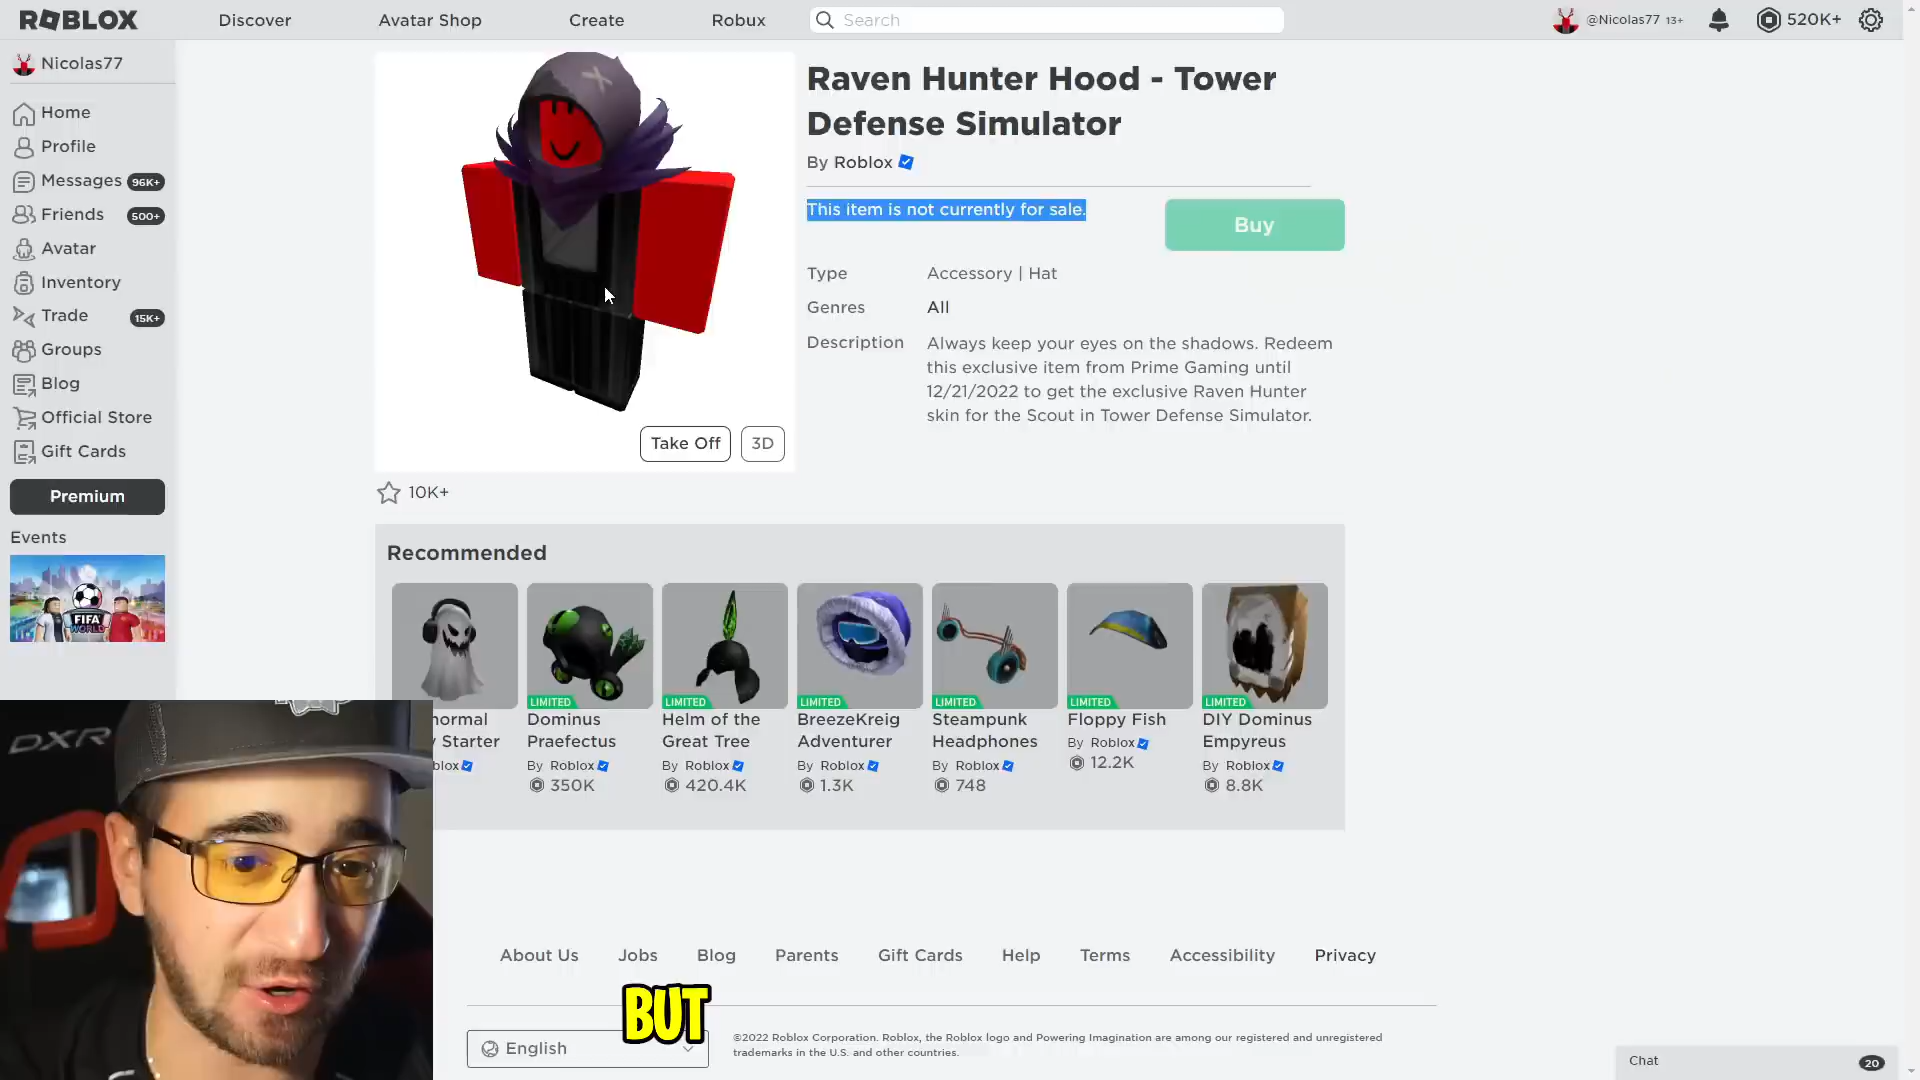 ROBLOX
Discover
Avatar Shop
Create
Robux
Search
@Nicolas77 13+
520K+
Nicolas77
Home
Profile
Messages 96K+
Friends 500+
Avatar
Inventory
Trade 15K+
Groups
Blog
Official Store
Gift Cards
Premium
Events
FIFA
WORLD
Take Off
3D
10K+
Raven Hunter Hood - Tower
Defense Simulator
By Roblox
This item is not currently for sale.
Buy
Type Accessory | Hat
Genres All
Description Always keep your eyes on the shadows. Redeem
this exclusive item from Prime Gaming until
12/21/2022 to get the exclusive Raven Hunter
skin for the Scout in Tower Defense Simulator.
Recommended
normal
Starter
blox
LIMITED
Dominus
Praefectus
By Roblox
350K
LIMITED
Helm of the
Great Tree
By Roblox
420.4K
LIMITED
BreezeKreig
Adventurer
By Roblox
1.3K
LIMITED
Steampunk
Headphones
By Roblox
748
LIMITED
Floppy Fish
By Roblox
12.2K
LIMITED
DIY Dominus
Empyreus
By Roblox
8.8K
DXR
About Us
Jobs
Blog
Parents
Gift Cards
Help
Terms
Accessibility
Privacy
BUT
English
©2022 Roblox Corporation. Roblox, the Roblox logo and Powering Imagination are among our registered and unregistered
trademarks in the U.S. and other countries.
Chat 20